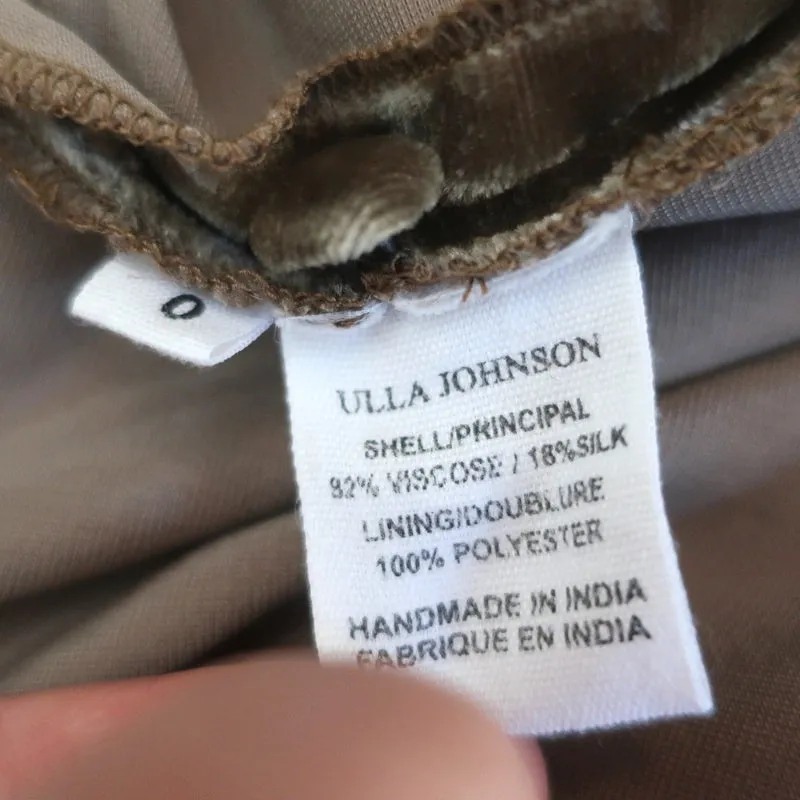 0
ULLA JOHNSON
SHELL/PRINCIPAL
82% VISCOSE / 18%SILK
LINING/DOUBLURE
100% POLYESTER
HANDMADE IN INDIA
FABRIQUE EN INDIA